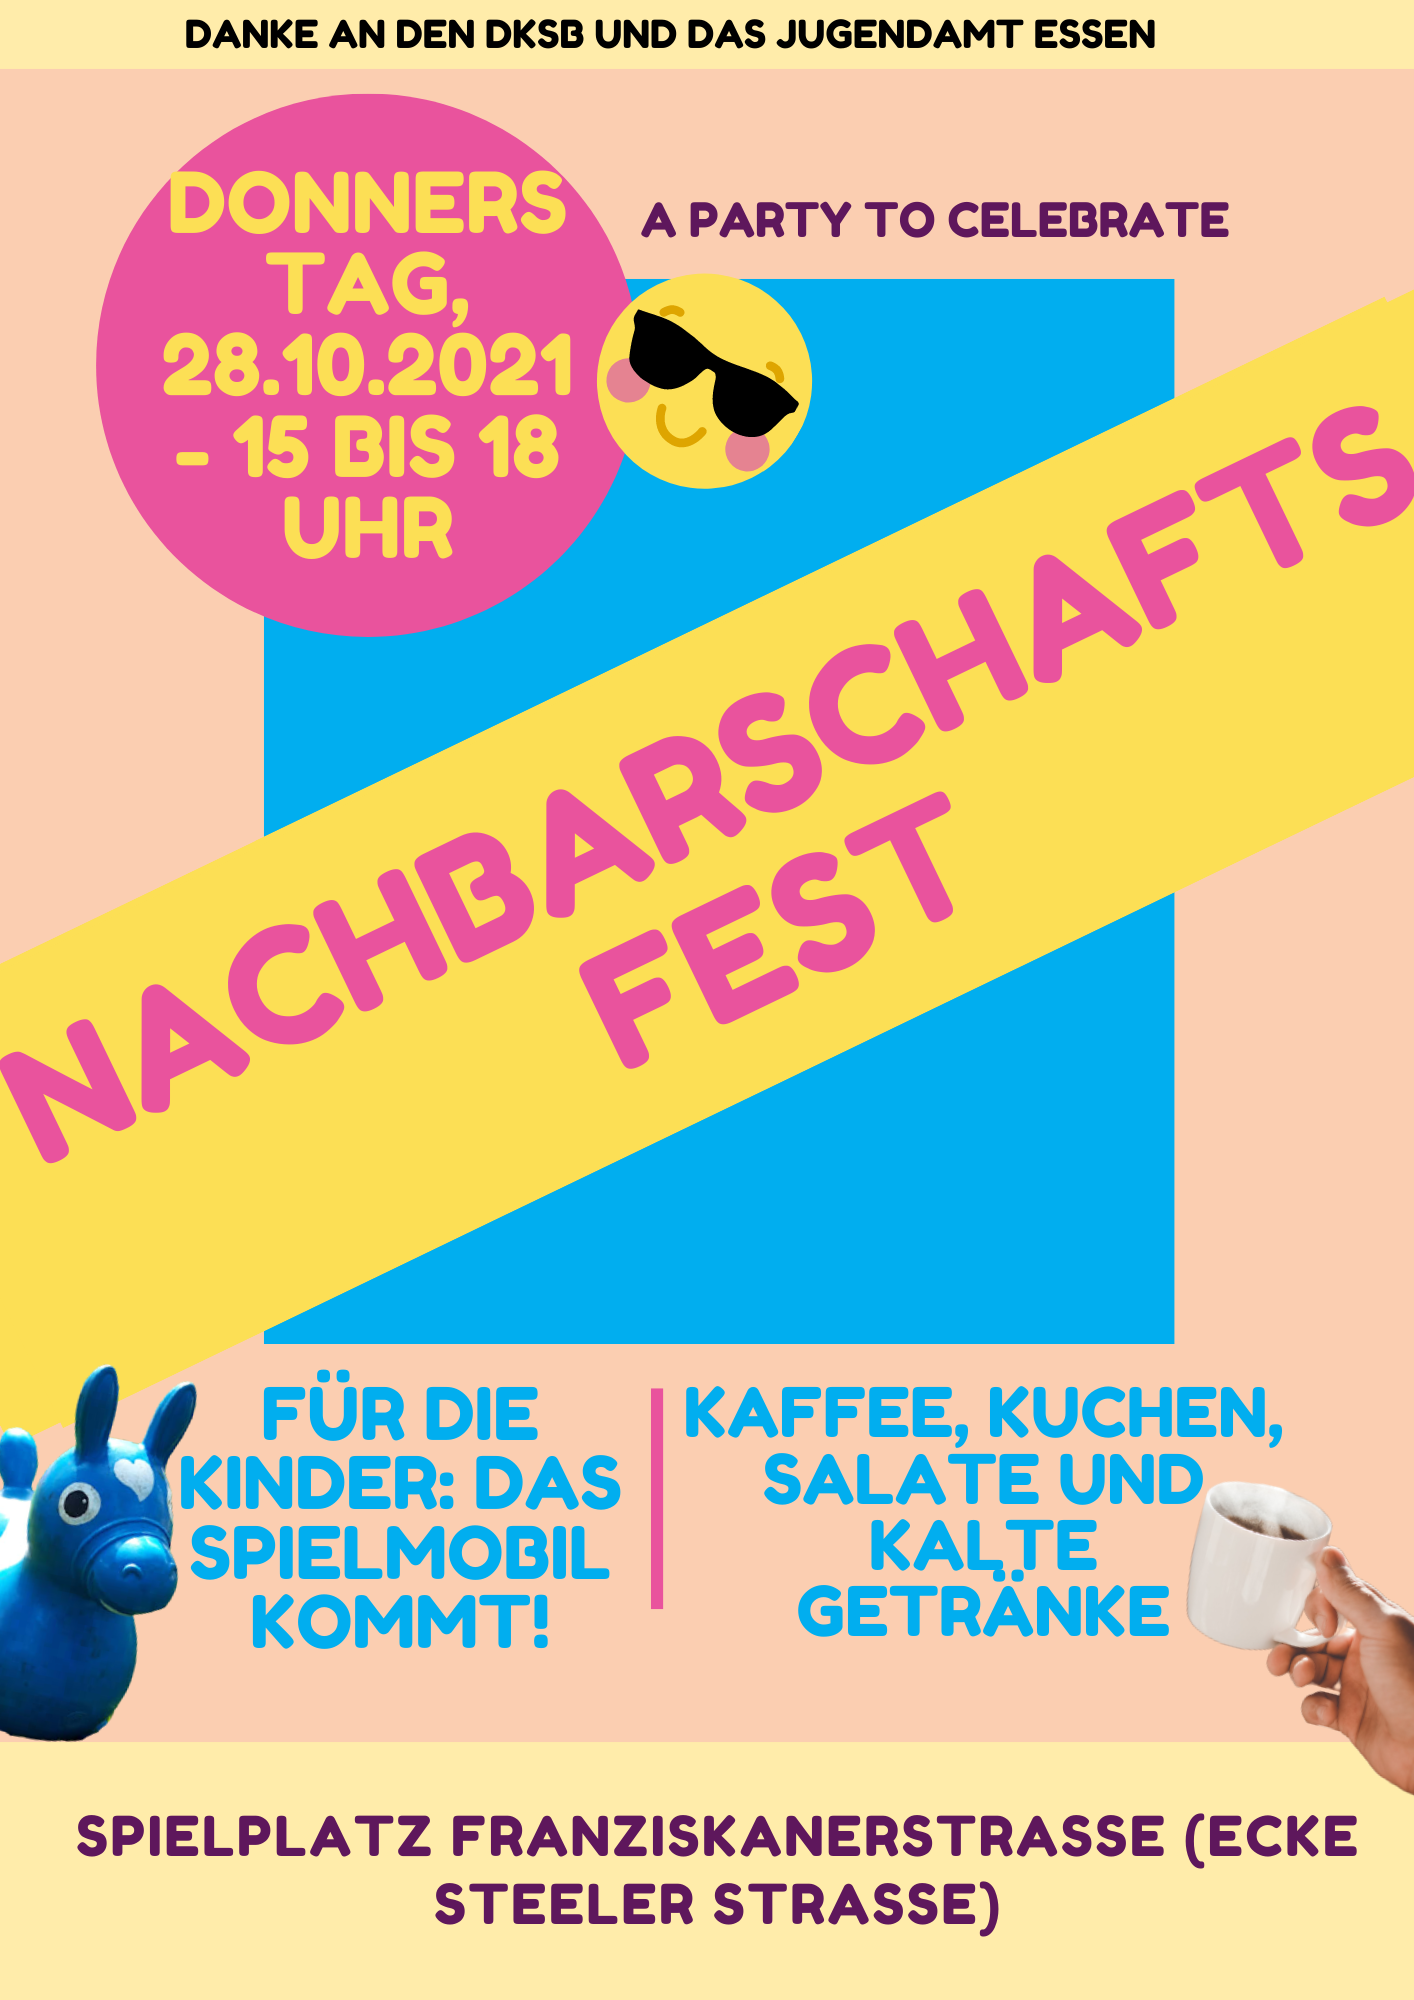 DANKE AN DEN DKSB UND DAS JUGENDAMT ESSEN
DONNERS
TAG,
28.10.2021
- 15 BIS 18
UHR
A PARTY TO CELEBRATE
NACHBARSCHAFTS
FEST
FÜR DIE
KINDER: DAS
SPIELMOBIL
KOMMT!
KAFFEE, KUCHEN,
SALATE UND
KALTE
GETRÄNKE
SPIELPLATZ FRANZISKANERSTRASSE (ECKE
STEELER STRASSE)